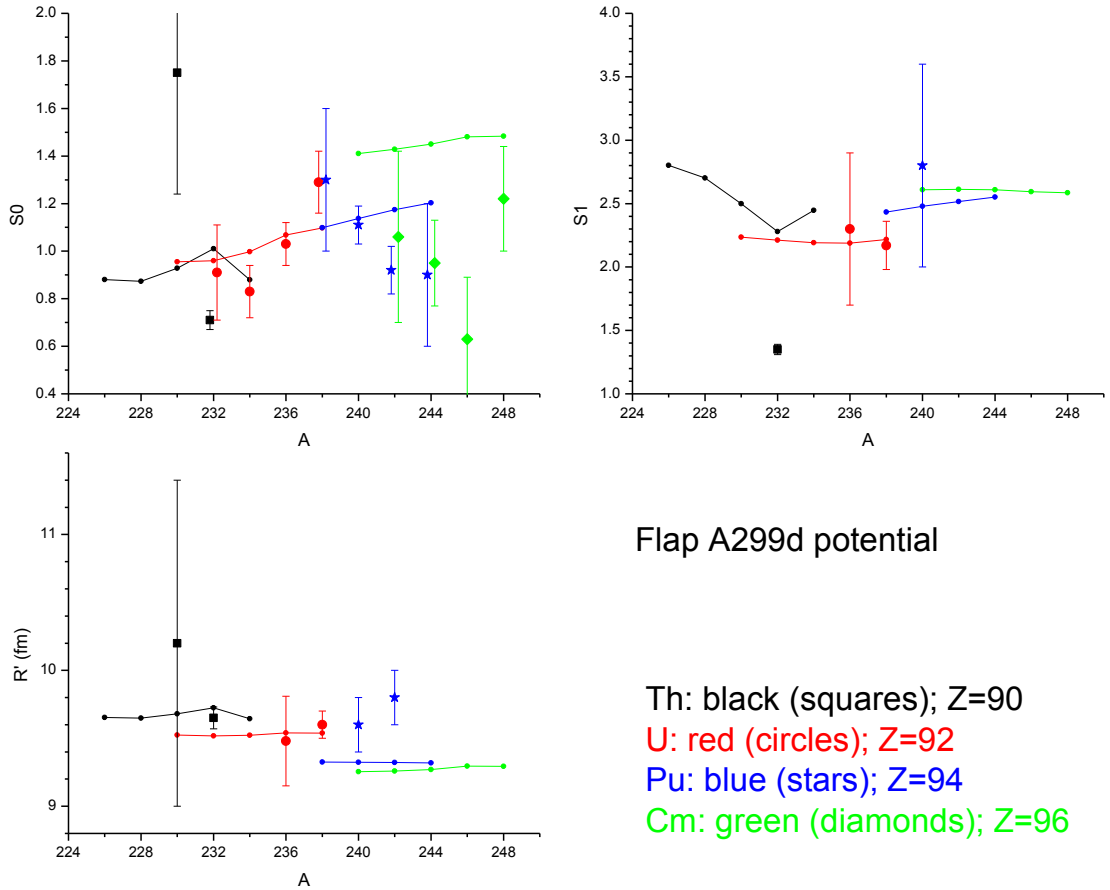 2.0
1.8
1.6
1.4
1.2
1.0
0.8
0.6
0.4
S0
224 228 232 236 240 244 248
A
4.0
3.5
3.0
2.5
2.0
1.5
1.0
S1
224 228 232 236 240 244 248
A
11
10
9
R' (fm)
224 228 232 236 240 244 248
A
Flap A299d potential
Th: black (squares); Z=90
U: red (circles); Z=92
Pu: blue (stars); Z=94
Cm: green (diamonds); Z=96